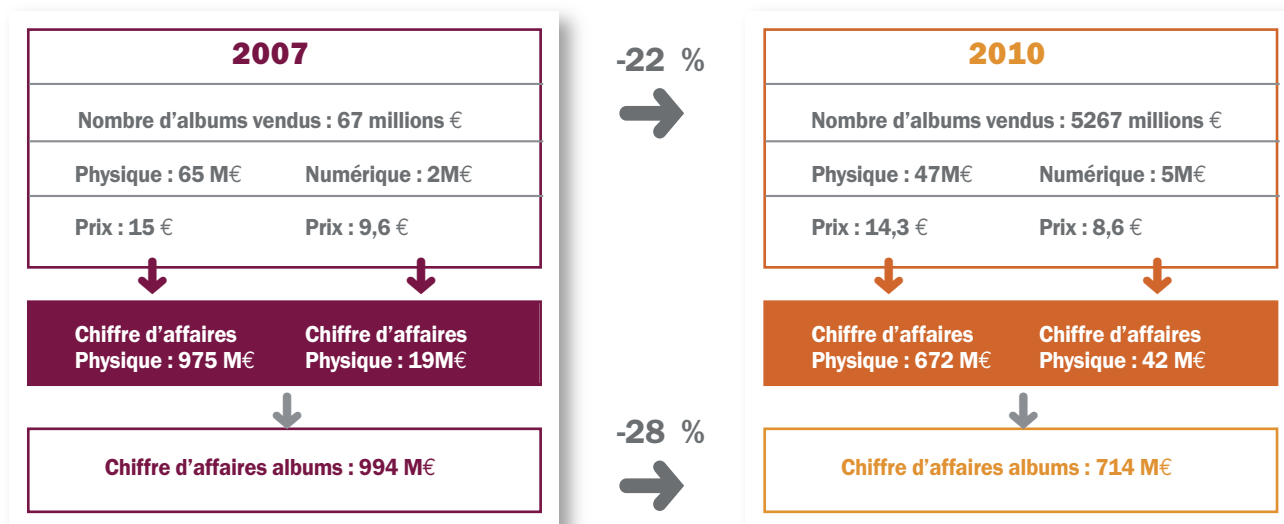 2007
Nombre d'albums vendus : 67 millions €
Physique : 65 M€ Numérique : 2M€
Prix : 15 € Prix : 9,6 €
Chiffre d'affaires Chiffre d'affaires
Physique : 975 M€ Physique : 19M€
Chiffre d'affaires albums : 994 M€
-22 %
-28 %
2010
Nombre d'albums vendus : 5267 millions €
Physique : 47M€ Numérique : 5M€
Prix : 14,3 € Prix : 8,6 €
Chiffre d'affaires Chiffre d'affaires
Physique : 672 M€ Physique : 42 M€
Chiffre d'affaires albums : 714 M€